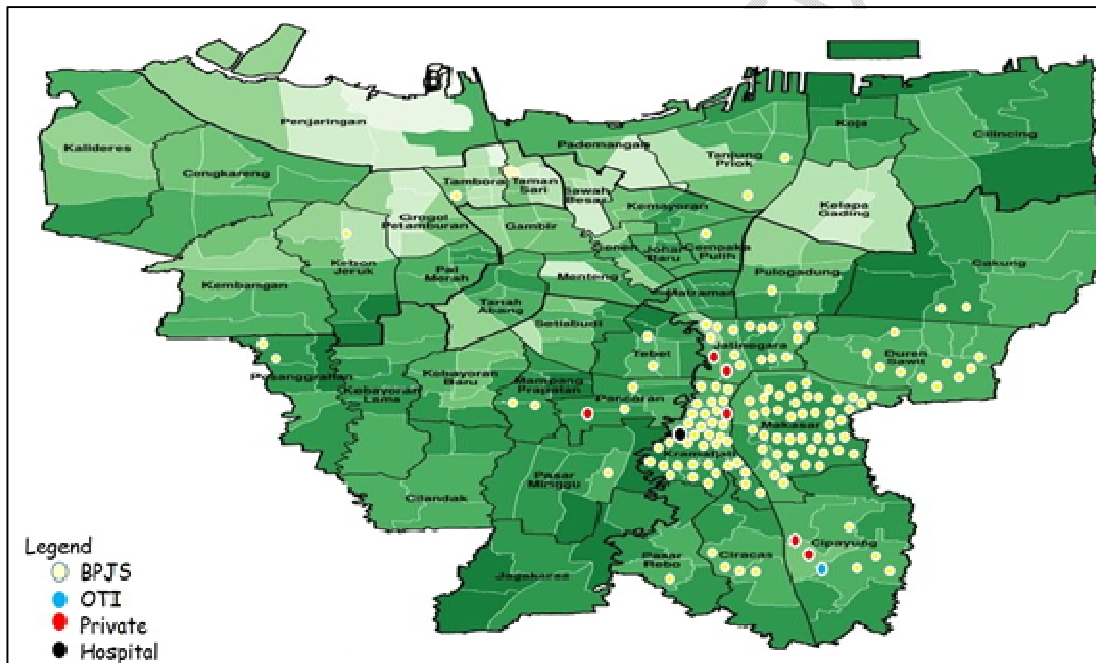 Penjaringan
Koja
Cilincing
Kalideres
Pademangan
Tanjung
Priok
Cengkareng
Tambora
Taman
Sari
Sawah
Besar
Kelapa
Gading
Kemayoran
Grogol
Petamburan
Gambir
Senen
Johar
Baru
Cempaka
Putih
Kebon
Jeruk
Pal
Merah
Menteng
Pulogadung
Cakung
Kembangan
Matraman
Tanah
Abang
Setiabudi
Tebet
Jatinegara
Duren
Sawit
Pesanggrahan
Kebayoran
Lama
Kebayoran
Baru
Mampang
Prapatan
Pancoran
Makasar
Kramatjati
Pasar
Minggu
Cilandak
Pasar
Rebo
Ciracas
Cipayung
Jagakarsa
Legend
BPJS
OTI
Private
Hospital